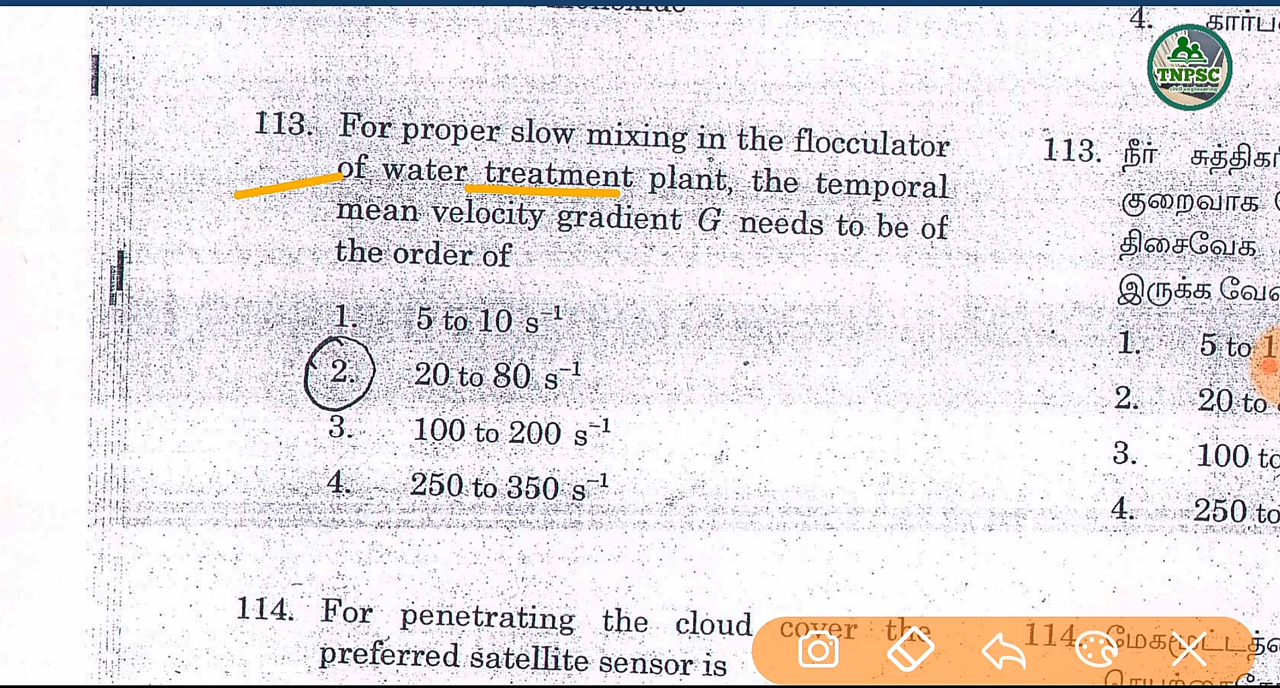 4.
TNPSC
civil engineering
113. For proper slow mixing in the flocculator
of water treatment plant, the temporal
mean velocity gradient G needs to be of
the order of
1. 5 to 10 s⁻¹
2. 20 to 80 s⁻¹
3. 100 to 200 s⁻¹
4. 250 to 350 s⁻¹
114. For penetrating the cloud cover the
preferred satellite sensor is
113. நீர்
குறைவாக
திசைவேக
இருக்க
1. 5 to 1
2. 20 to
3. 100 to
4. 250 to
114.